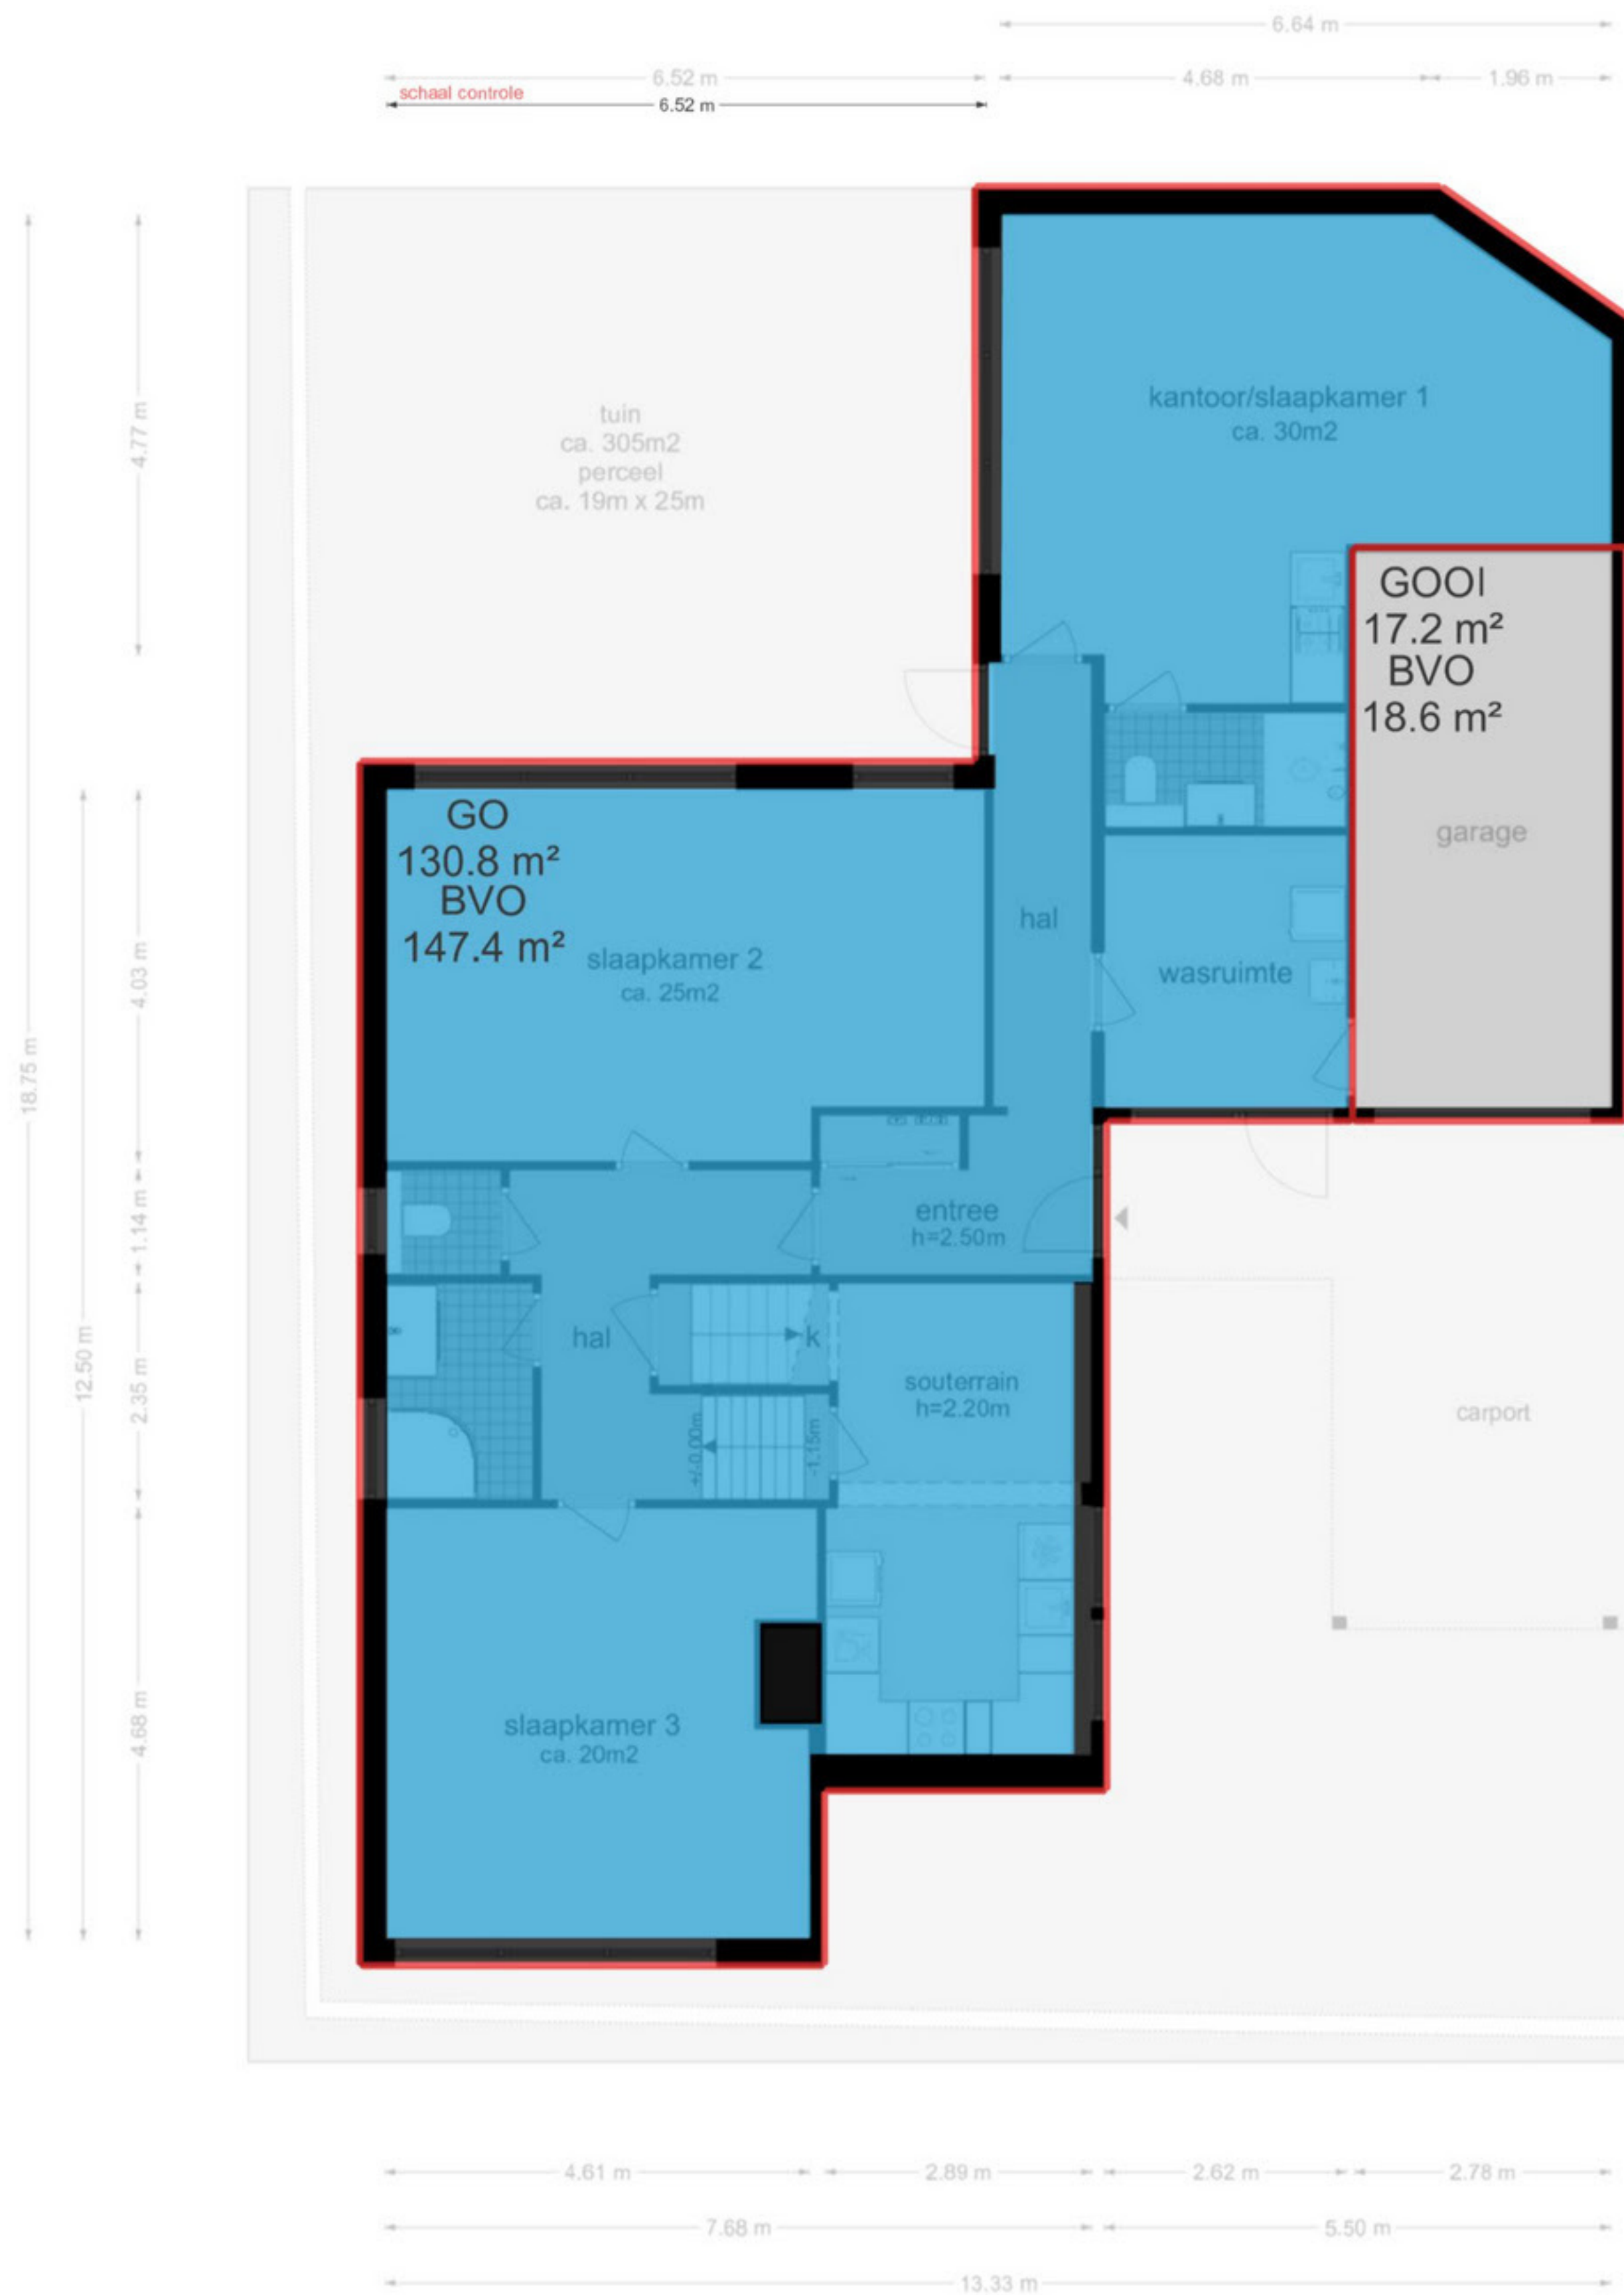 6.64 m
6.52 m
4.68 m
1.96 m
schaal controle
6.52 m
4.77 m
tuin
ca. 305m2
perceel
ca. 19m x 25m
kantoor/slaapkamer 1
ca. 30m2
GOOI
17.2 m²
BVO
18.6 m²
garage
GO
130.8 m²
BVO
147.4 m²
slaapkamer 2
ca. 25m2
hal
wasruimte
4.03 m
18.75 m
1.14 m
entree
h=2.50m
12.50 m
2.35 m
hal
k
souterrain
h=2.20m
+/-0.00m
-1.15m
carport
4.68 m
slaapkamer 3
ca. 20m2
4.61 m
2.89 m
2.62 m
2.78 m
7.68 m
5.50 m
13.33 m